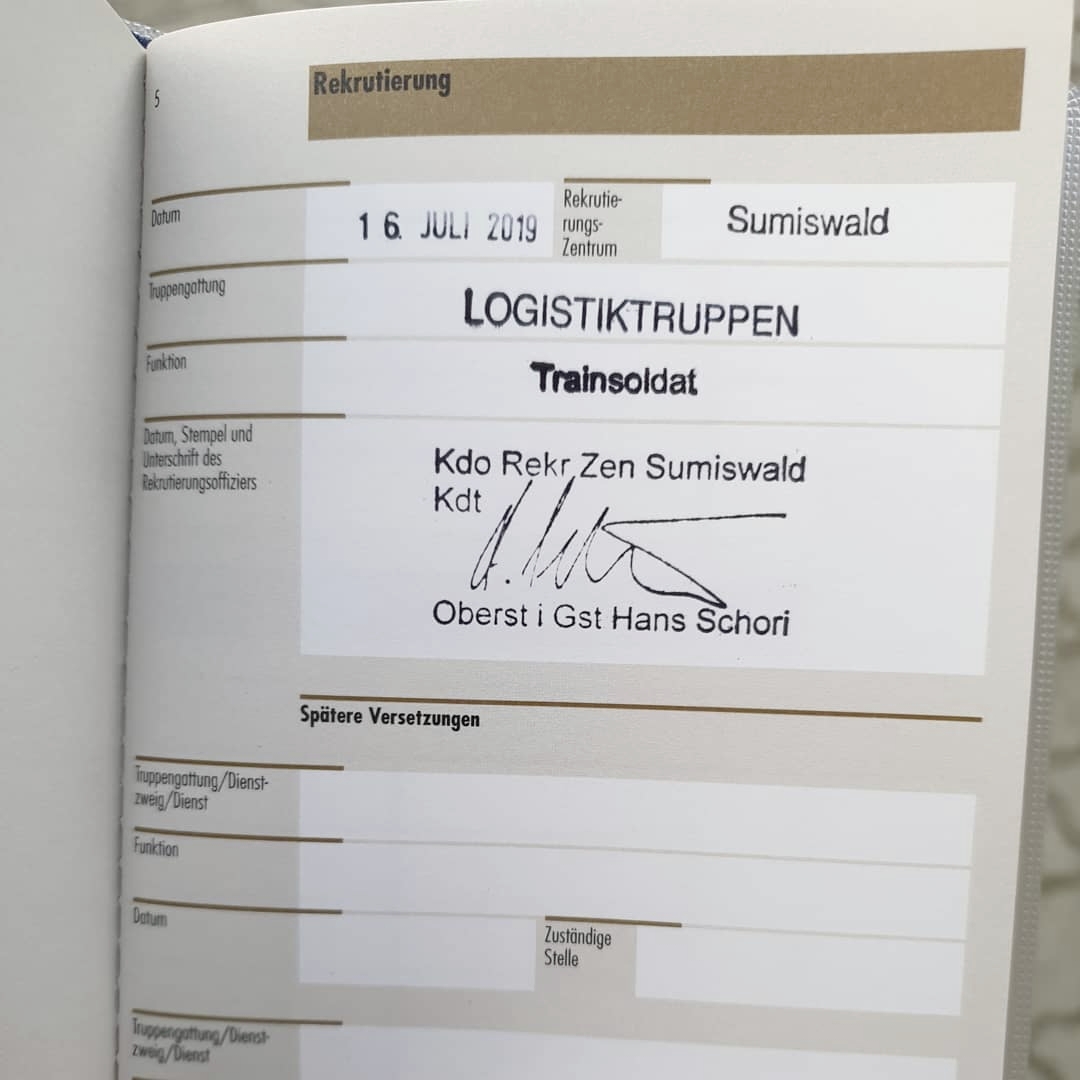 5
Rekrutierung
Datum
16. JULI 2019
Rekrutie-
rungs-
Zentrum
Sumiswald
Truppengattung
LOGISTIKTRUPPEN
Funktion
Trainsoldat
Datum, Stempel und
Unterschrift des
Rekrutierungsoffiziers
Kdo Rekr Zen Sumiswald
Kdt
Oberst i Gst Hans Schori
Spätere Versetzungen
Truppengattung/Dienst-
zweig/Dienst
Funktion
Datum
Zuständige
Stelle
Truppengattung/Dienst-
zweig/Dienst